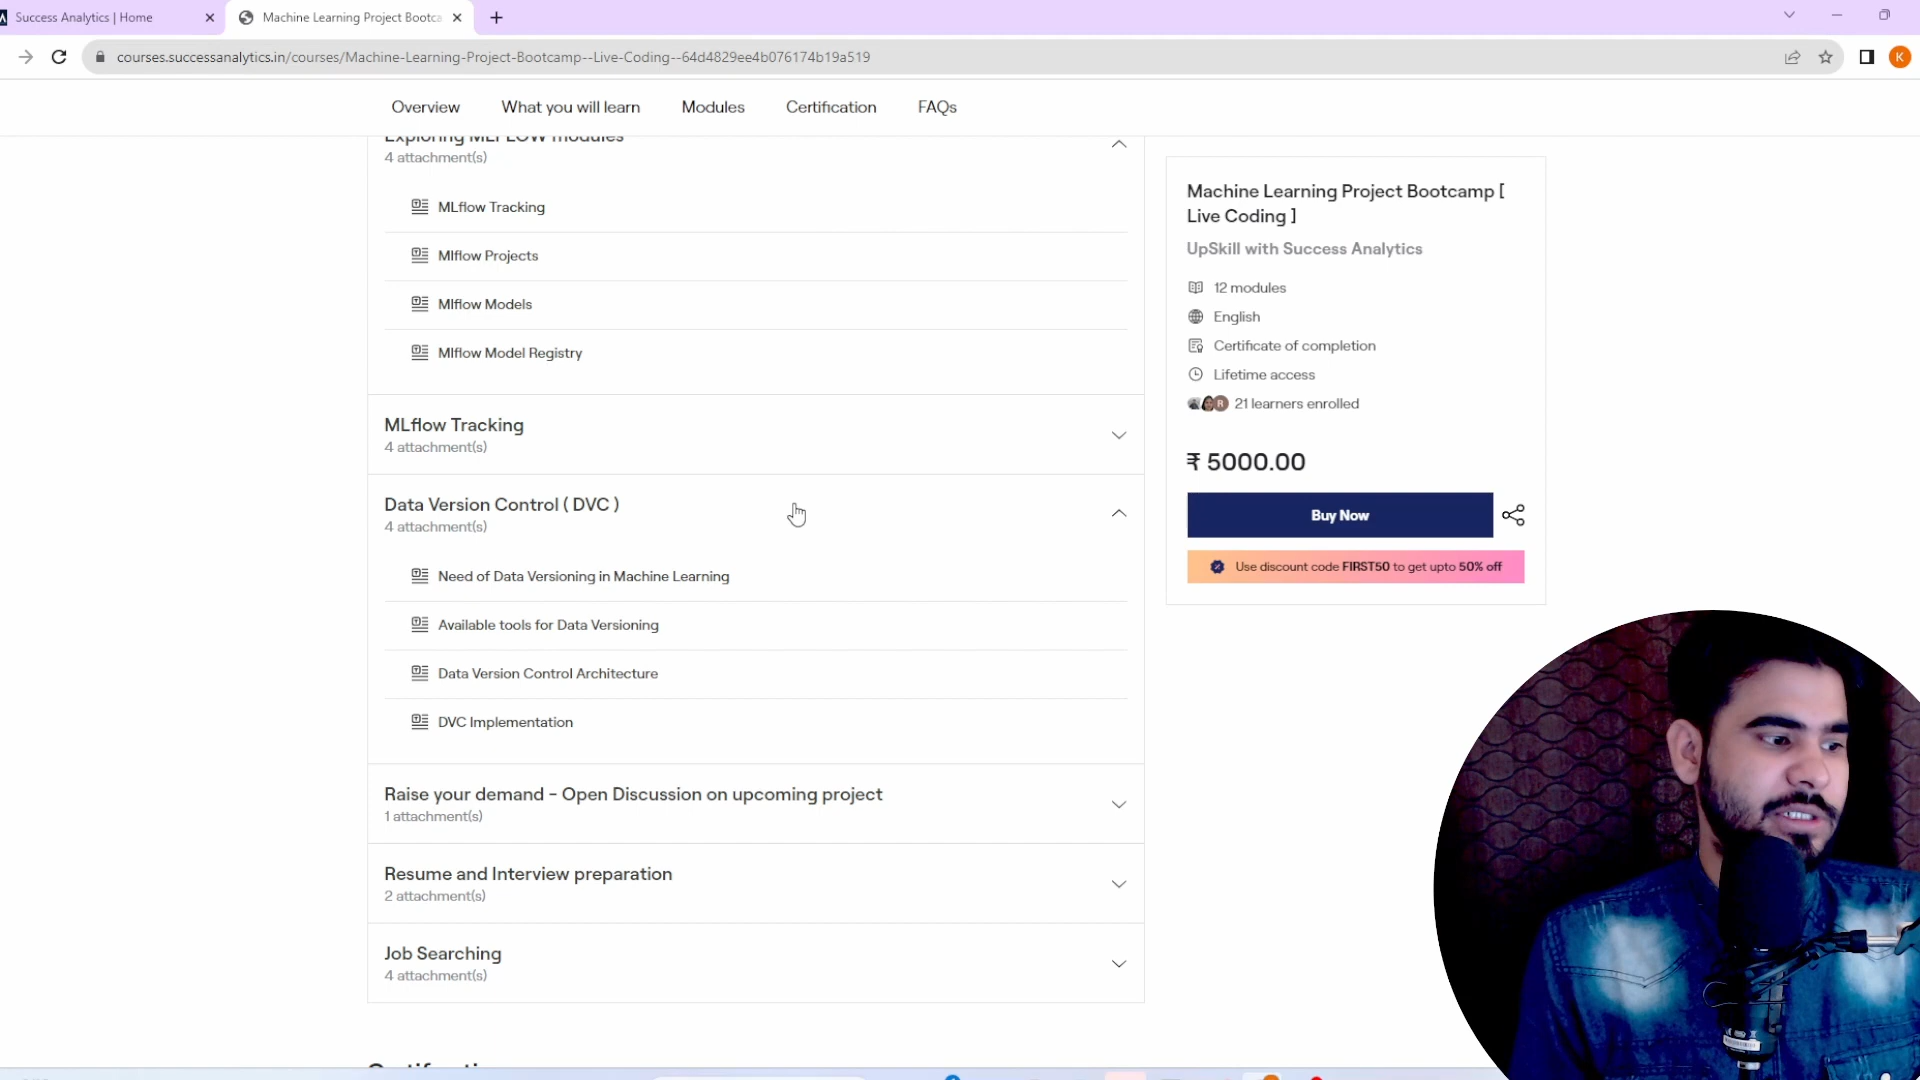 Success Analytics | Home
Machine Learning Project Bootca
courses.successanalytics.in/courses/Machine-Learning-Project-Bootcamp--Live-Coding--64d4829ee4b076174b19a519
K
Overview What you will learn Modules Certification FAQs
Exploring MLFLOW modules
4 attachment(s)
MLflow Tracking
Mlflow Projects
Mlflow Models
Mlflow Model Registry
MLflow Tracking
4 attachment(s)
Data Version Control ( DVC )
4 attachment(s)
Need of Data Versioning in Machine Learning
Available tools for Data Versioning
Data Version Control Architecture
DVC Implementation
Raise your demand - Open Discussion on upcoming project
1 attachment(s)
Resume and Interview preparation
2 attachment(s)
Job Searching
4 attachment(s)
Machine Learning Project Bootcamp [
Live Coding ]
UpSkill with Success Analytics
12 modules
English
Certificate of completion
Lifetime access
R 21 learners enrolled
₹ 5000.00
Buy Now
Use discount code FIRST50 to get upto 50% off